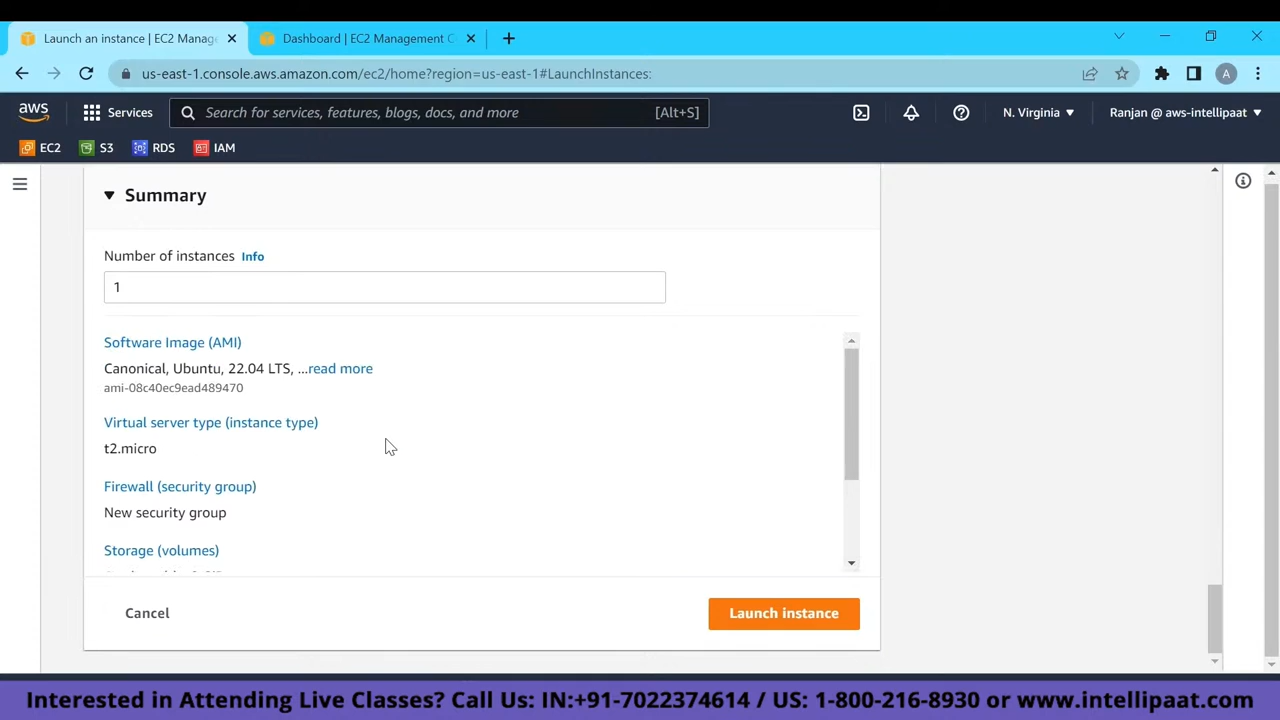 Launch an instance | EC2 Manage
Dashboard | EC2 Management C
us-east-1.console.aws.amazon.com/ec2/home?region=us-east-1#LaunchInstances:
A
aws
Services
Search for services, features, blogs, docs, and more
[Alt+S]
N. Virginia
Ranjan @ aws-intellipaat
EC2
S3
RDS
IAM
Summary
Number of instances Info
1
Software Image (AMI)
Canonical, Ubuntu, 22.04 LTS, ...read more
ami-08c40ec9ead489470
Virtual server type (instance type)
t2.micro
Firewall (security group)
New security group
Storage (volumes)
Cancel
Launch instance
Interested in Attending Live Classes? Call Us: IN:+91-7022374614 / US: 1-800-216-8930 or www.intellipaat.com